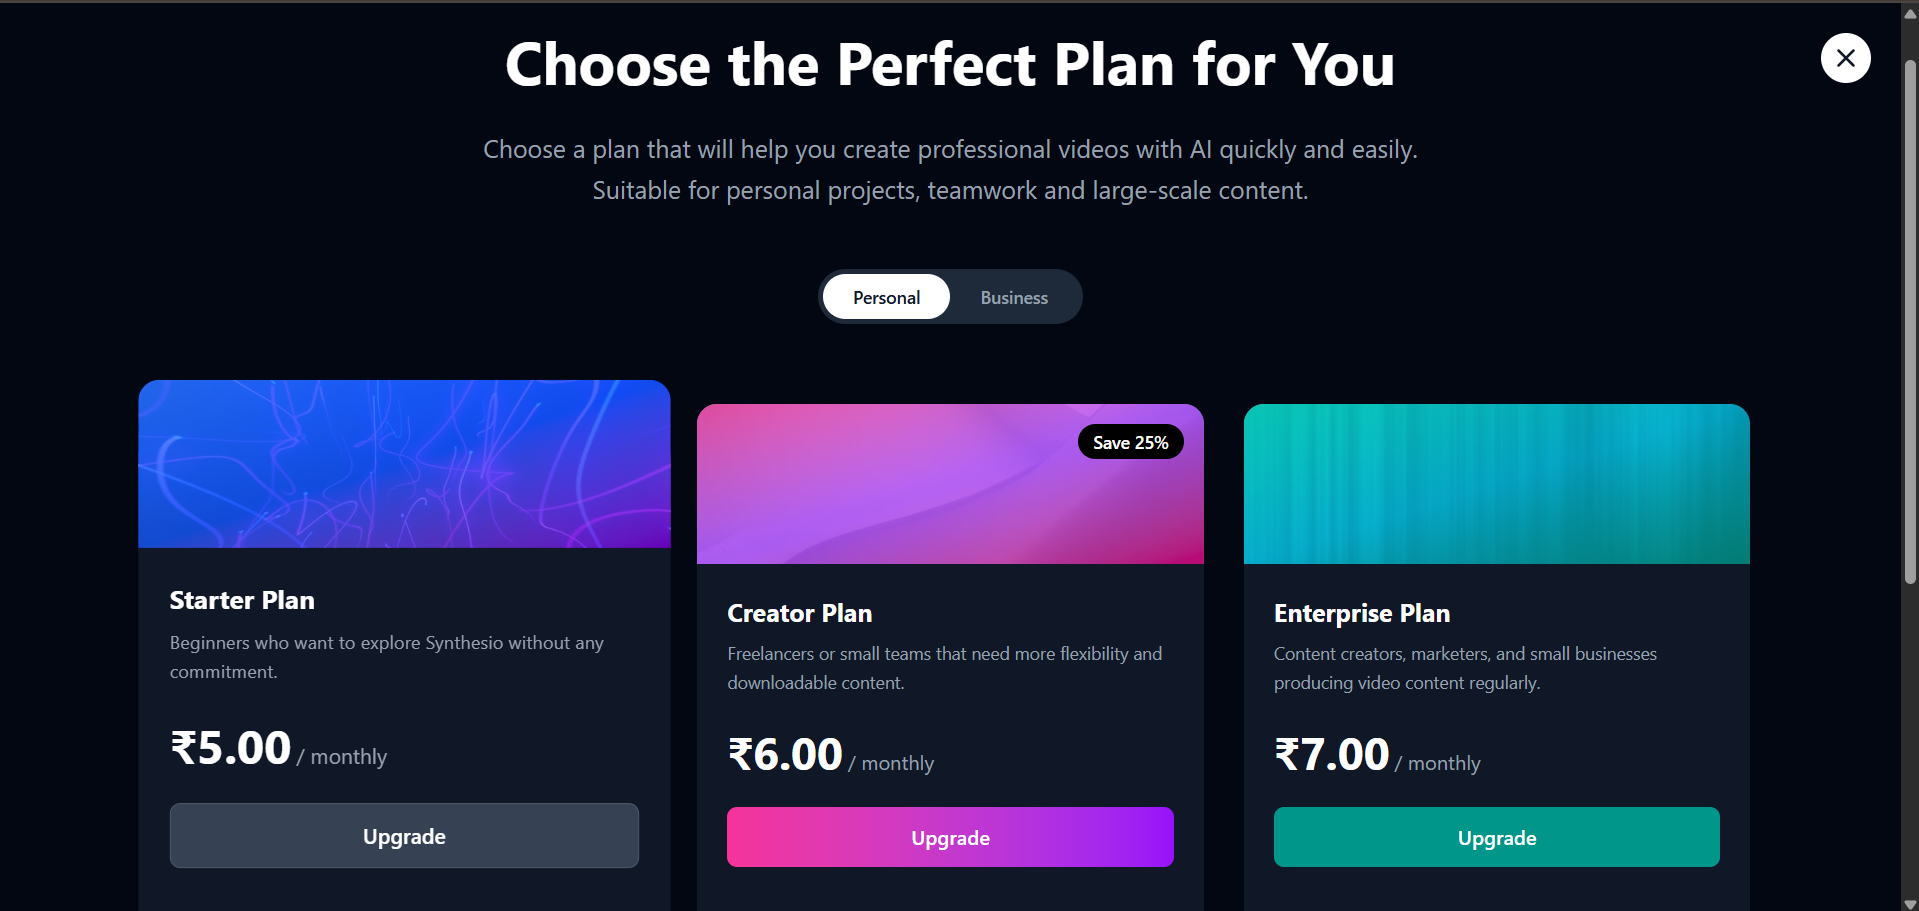 Choose the Perfect Plan for You
Choose a plan that will help you create professional videos with AI quickly and easily.
Suitable for personal projects, teamwork and large-scale content.
Personal
Business
Starter Plan
Beginners who want to explore Synthesio without any
commitment.
₹5.00 / monthly
Upgrade
Save 25%
Creator Plan
Freelancers or small teams that need more flexibility and
downloadable content.
₹6.00 / monthly
Upgrade
Enterprise Plan
Content creators, marketers, and small businesses
producing video content regularly.
₹7.00 / monthly
Upgrade